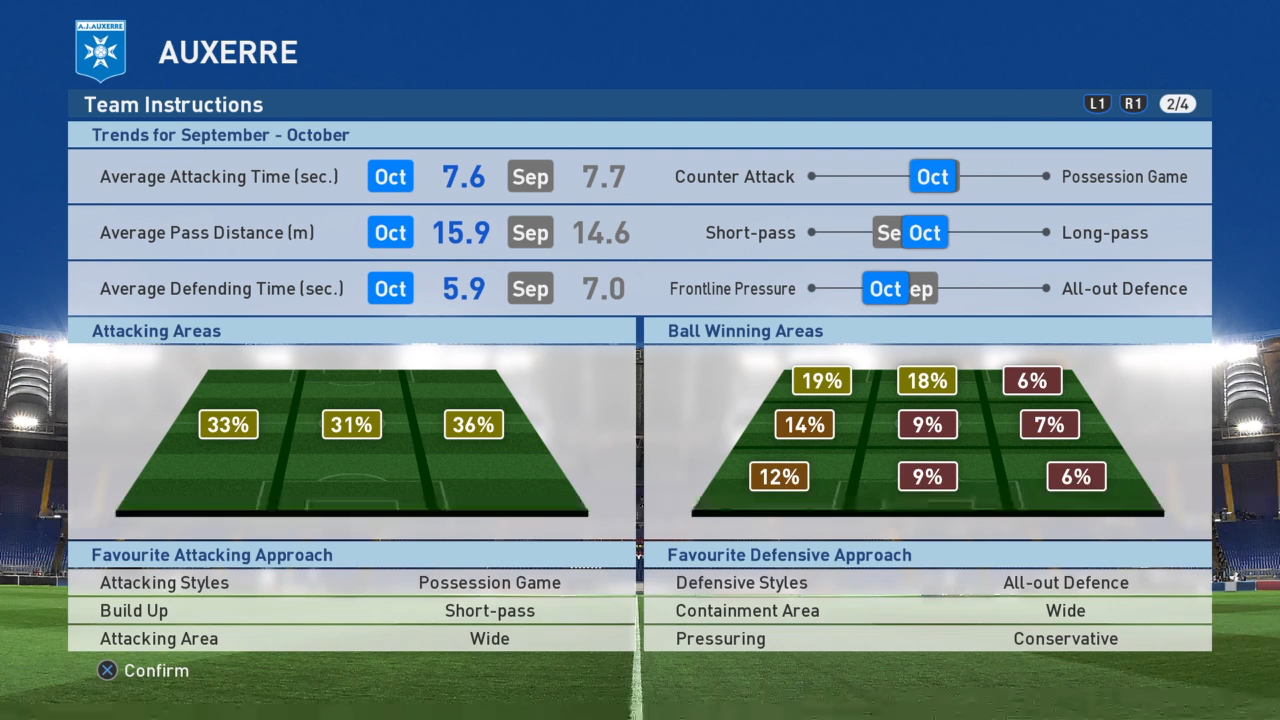 A.J.AUXERRE
AUXERRE
Team Instructions L1 R1 2/4
Trends for September - October
Average Attacking Time (sec.) Oct 7.6 Sep 7.7 Counter Attack Oct Possession Game
Average Pass Distance (m) Oct 15.9 Sep 14.6 Short-pass Se Oct Long-pass
Average Defending Time (sec.) Oct 5.9 Sep 7.0 Frontline Pressure Oct ep All-out Defence
Attacking Areas Ball Winning Areas
19% 18% 6%
33% 31% 36% 14% 9% 7%
12% 9% 6%
Favourite Attacking Approach Favourite Defensive Approach
Attacking Styles Possession Game Defensive Styles All-out Defence
Build Up Short-pass Containment Area Wide
Attacking Area Wide Pressuring Conservative
Confirm